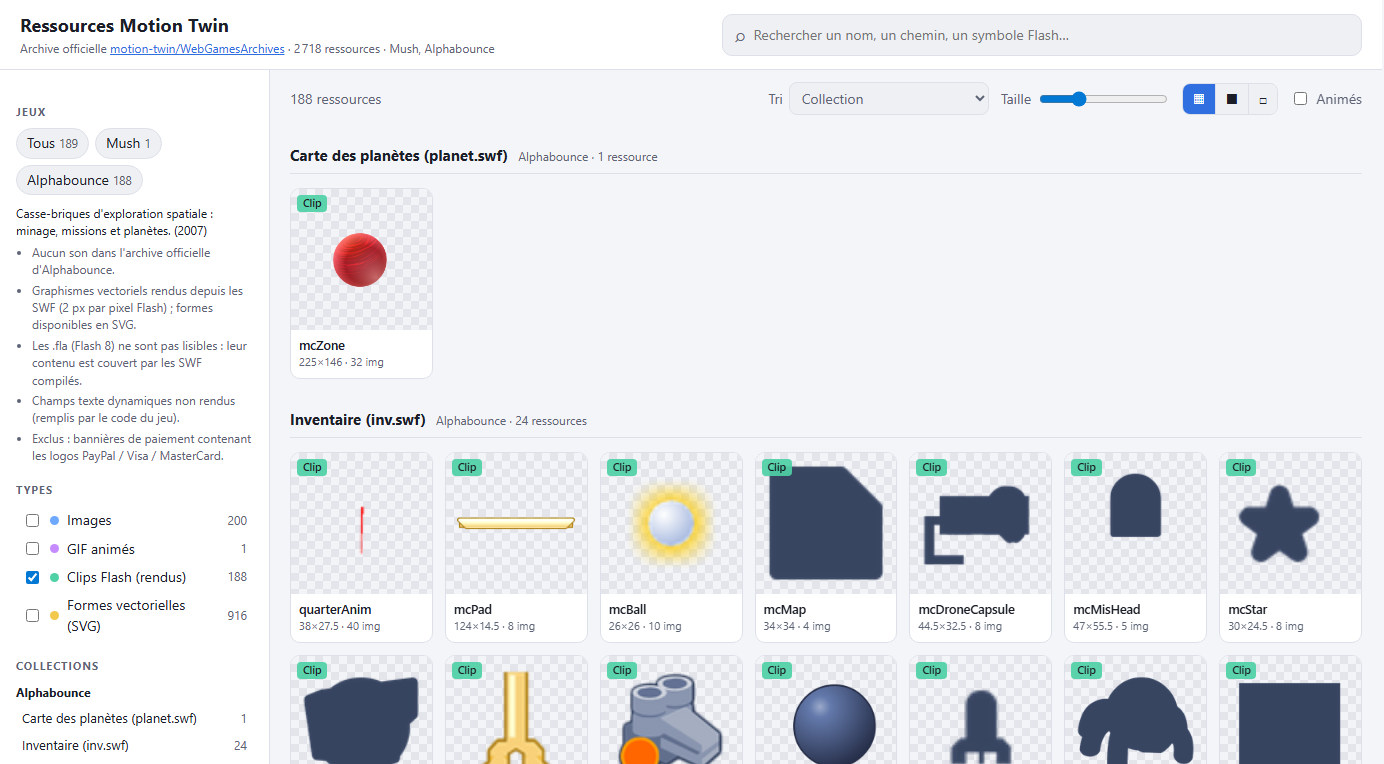 Ressources Motion Twin
Archive officielle motion-twin/WebGamesArchives · 2 718 ressources · Mush, Alphabounce
Rechercher un nom, un chemin, un symbole Flash…
JEUX
Tous 189
Mush 1
Alphabounce 188
Casse-briques d'exploration spatiale :
minage, missions et planètes. (2007)
• Aucun son dans l'archive officielle
d'Alphabounce.
• Graphismes vectoriels rendus depuis les
SWF (2 px par pixel Flash) ; formes
disponibles en SVG.
• Les .fla (Flash 8) ne sont pas lisibles : leur
contenu est couvert par les SWF
compilés.
• Champs texte dynamiques non rendus
(remplis par le code du jeu).
• Exclus : bannières de paiement contenant
les logos PayPal / Visa / MasterCard.
TYPES
Images 200
GIF animés 1
Clips Flash (rendus) 188
Formes vectorielles
(SVG) 916
COLLECTIONS
Alphabounce
Carte des planètes (planet.swf) 1
Inventaire (inv.swf) 24
188 ressources
Tri
Collection
Taille
Animés
Carte des planètes (planet.swf) Alphabounce · 1 ressource
Clip
mcZone
225×146 · 32 img
Inventaire (inv.swf) Alphabounce · 24 ressources
Clip
quarterAnim
38×27.5 · 40 img
Clip
mcPad
124×14.5 · 8 img
Clip
mcBall
26×26 · 10 img
Clip
mcMap
34×34 · 4 img
Clip
mcDroneCapsule
44.5×32.5 · 8 img
Clip
mcMisHead
47×55.5 · 5 img
Clip
mcStar
30×24.5 · 8 img
Clip
Clip
Clip
Clip
Clip
Clip
Clip